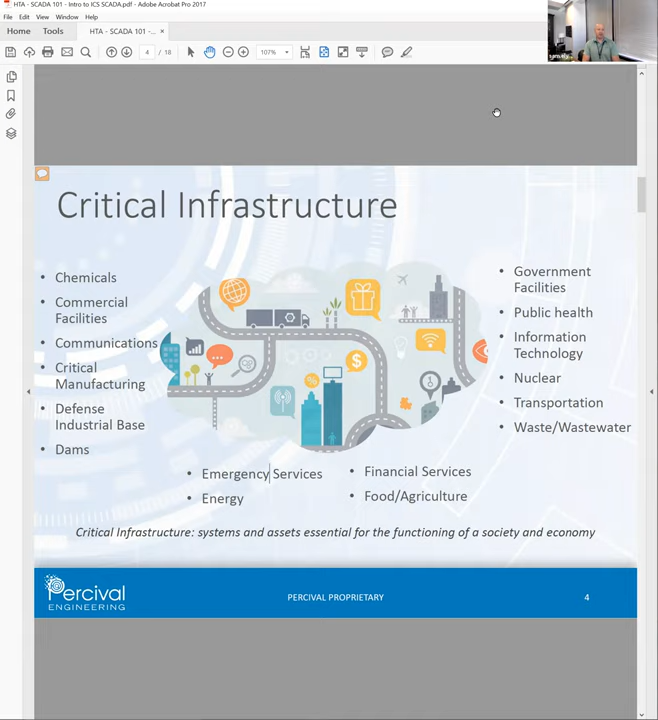 HTA - SCADA 101 - Intro to ICS SCADA.pdf - Adobe Acrobat Pro 2017
File Edit View Window Help
Home Tools HTA - SCADA 101 -... ×
4 / 18 107%
Critical Infrastructure
• Chemicals
• Commercial
Facilities
• Communications
• Critical
Manufacturing
• Defense
Industrial Base
• Dams
• Emergency Services
• Energy
• Financial Services
• Food/Agriculture
• Government
Facilities
• Public health
• Information
Technology
• Nuclear
• Transportation
• Waste/Wastewater
$
%
Critical Infrastructure: systems and assets essential for the functioning of a society and economy
Percival
ENGINEERING
PERCIVAL PROPRIETARY
4